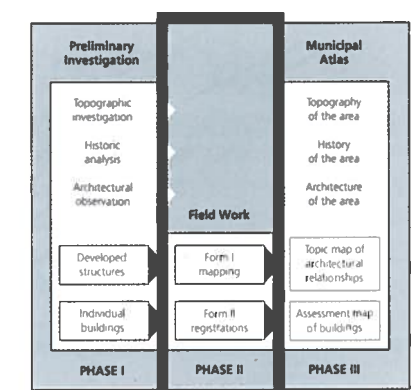 Preliminary
Investigation
Topographic
investigation
Historic
analysis
Architectural
observation
Developed
structures
Individual
buildings
PHASE I
Field Work
Form I
mapping
Form II
registrations
PHASE II
Municipal
Atlas
Topography
of the area
History
of the area
Architecture
of the area
Topic map of
architectural
relationships
Assessment map
of buildings
PHASE III